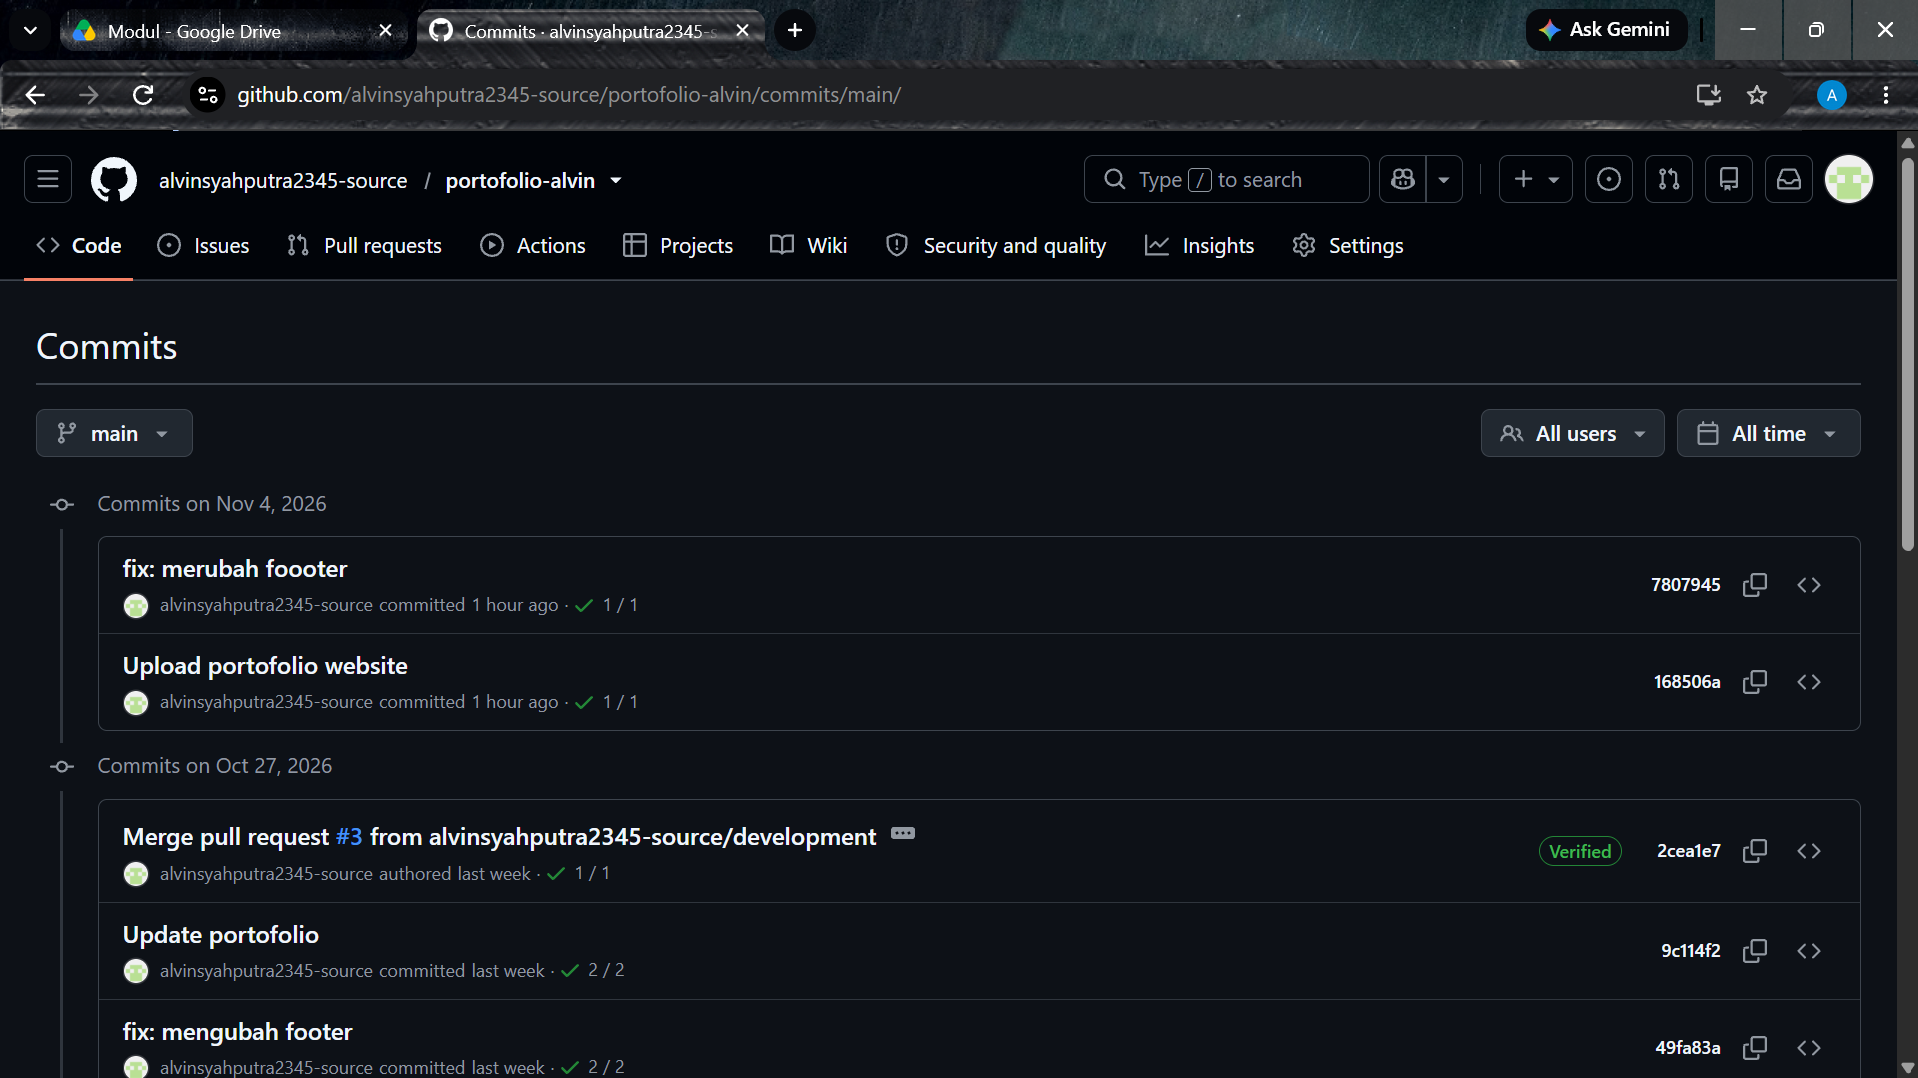 Modul - Google Drive
Commits · alvinsyahputra2345-s
Ask Gemini
github.com/alvinsyahputra2345-source/portofolio-alvin/commits/main/
A
alvinsyahputra2345-source / portofolio-alvin
Type / to search
Code
Issues
Pull requests
Actions
Projects
Wiki
Security and quality
Insights
Settings
Commits
main
All users
All time
Commits on Nov 4, 2026
fix: merubah foooter
alvinsyahputra2345-source committed 1 hour ago · 1 / 1
7807945
Upload portofolio website
alvinsyahputra2345-source committed 1 hour ago · 1 / 1
168506a
Commits on Oct 27, 2026
Merge pull request #3 from alvinsyahputra2345-source/development
alvinsyahputra2345-source authored last week · 1 / 1
Verified
2cea1e7
Update portofolio
alvinsyahputra2345-source committed last week · 2 / 2
9c114f2
fix: mengubah footer
alvinsyahputra2345-source committed last week · 2 / 2
49fa83a